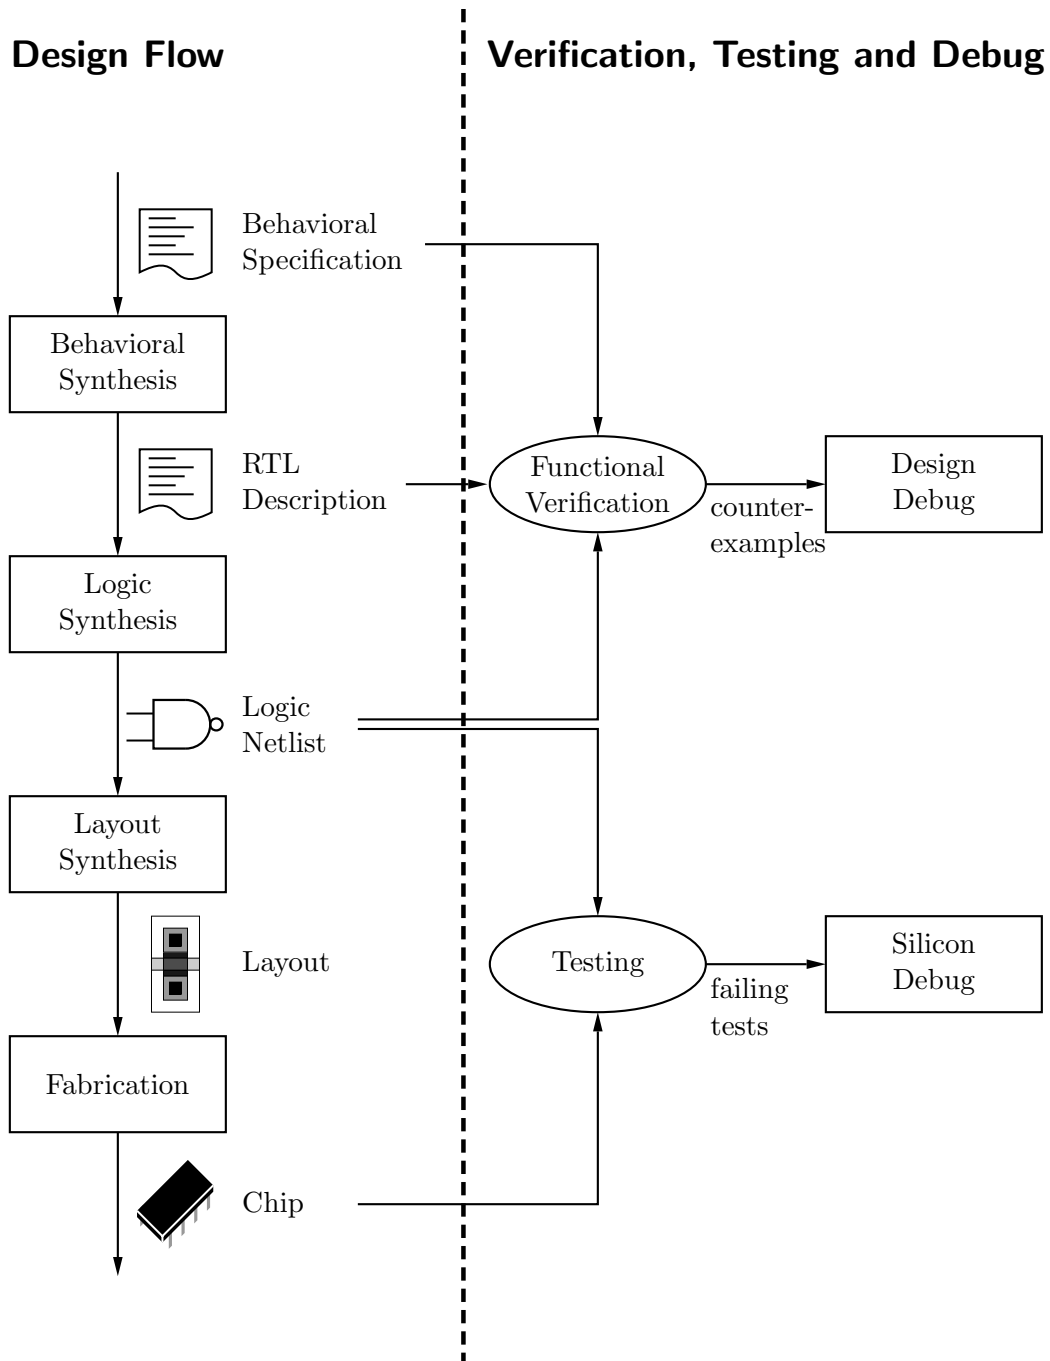 Design Flow
Verification, Testing and Debug
Behavioral
Specification
Behavioral
Synthesis
RTL
Description
Functional
Verification
counter-
examples
Design
Debug
Logic
Synthesis
Logic
Netlist
Layout
Synthesis
Layout
Testing
failing
tests
Silicon
Debug
Fabrication
Chip